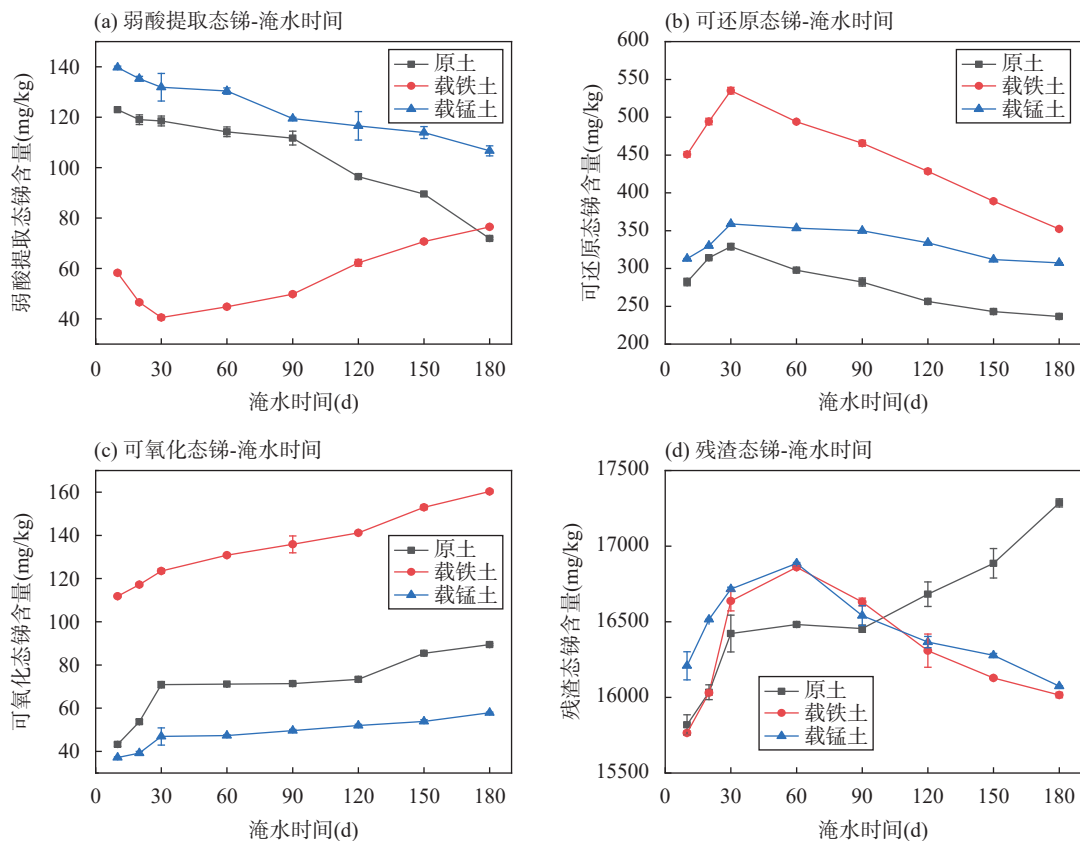 (a) 弱酸提取态锑-淹水时间
原土
载铁土
载锰土
弱酸提取态锑含量(mg/kg)
140
120
100
80
60
40
0 30 60 90 120 150 180
淹水时间(d)
(b) 可还原态锑-淹水时间
原土
载铁土
载锰土
可还原态锑含量(mg/kg)
600
550
500
450
400
350
300
250
200
0 30 60 90 120 150 180
淹水时间(d)
(c) 可氧化态锑-淹水时间
原土
载铁土
载锰土
可氧化态锑含量(mg/kg)
160
140
120
100
80
60
40
0 30 60 90 120 150 180
淹水时间(d)
(d) 残渣态锑-淹水时间
原土
载铁土
载锰土
残渣态锑含量(mg/kg)
17500
17000
16500
16000
15500
0 30 60 90 120 150 180
淹水时间(d)